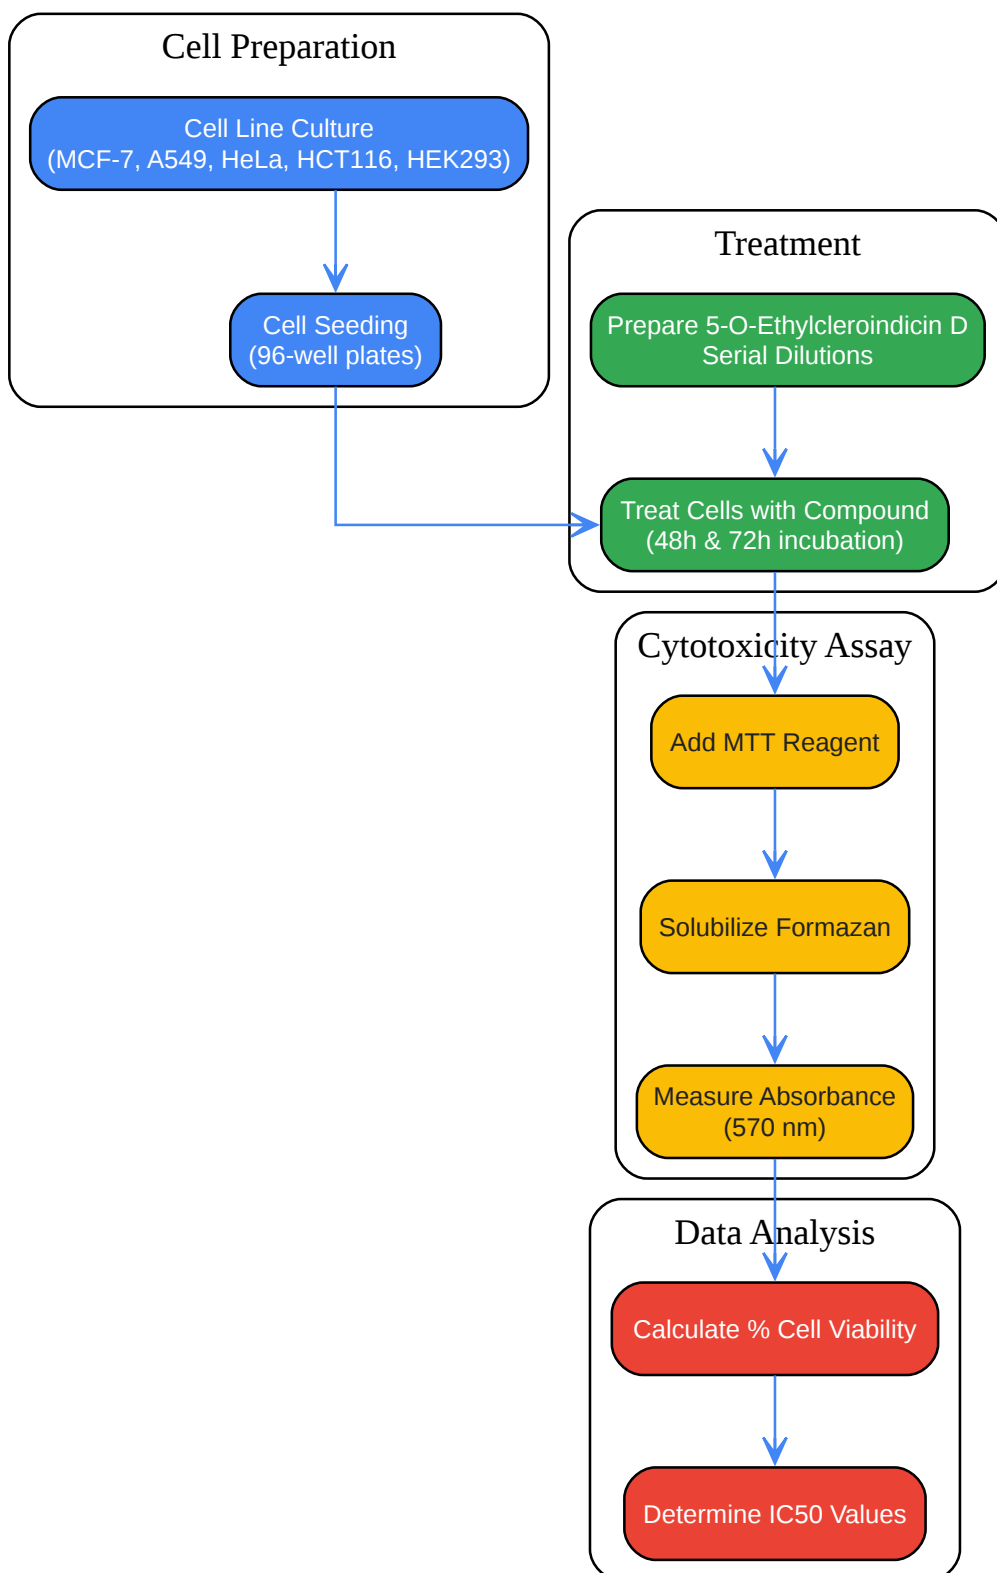 Cell Preparation
Cell Line Culture
(MCF-7, A549, HeLa, HCT116, HEK293)
Cell Seeding
(96-well plates)
Treatment
Prepare 5-O-Ethylcleroindicin D
Serial Dilutions
Treat Cells with Compound
(48h & 72h incubation)
Cytotoxicity Assay
Add MTT Reagent
Solubilize Formazan
Measure Absorbance
(570 nm)
Data Analysis
Calculate % Cell Viability
Determine IC50 Values